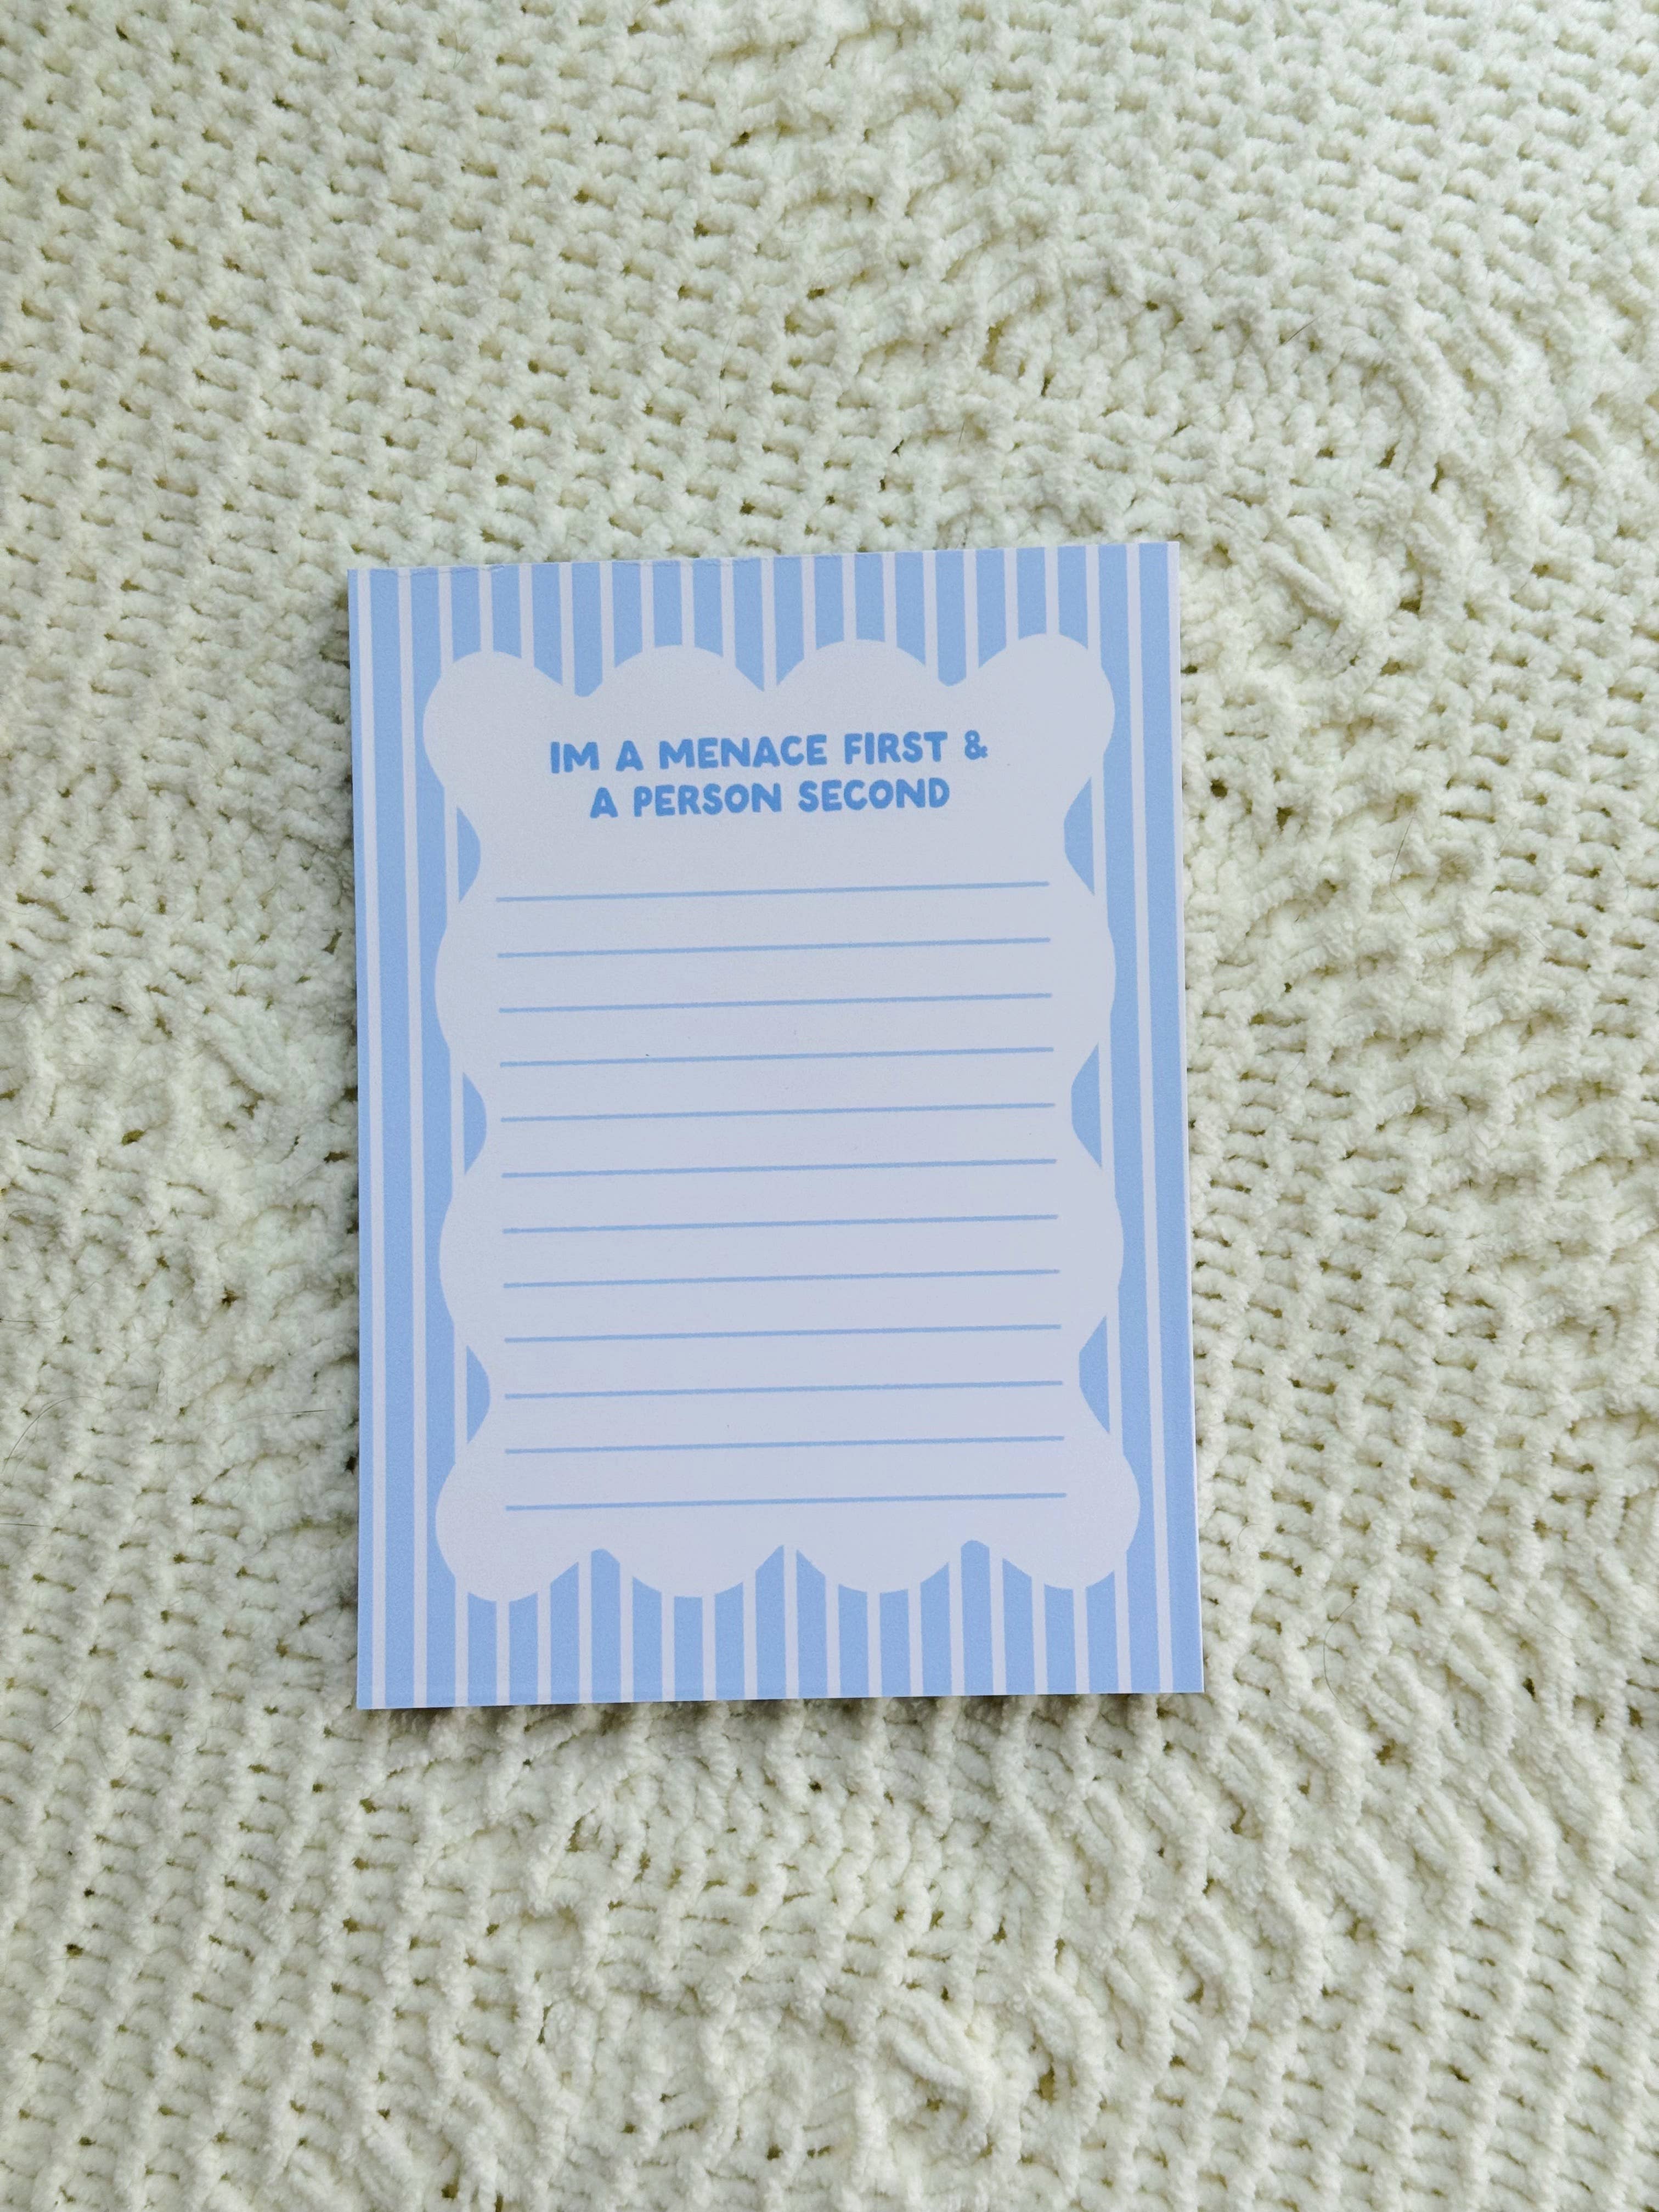 IM A MENACE FIRST &
A PERSON SECOND